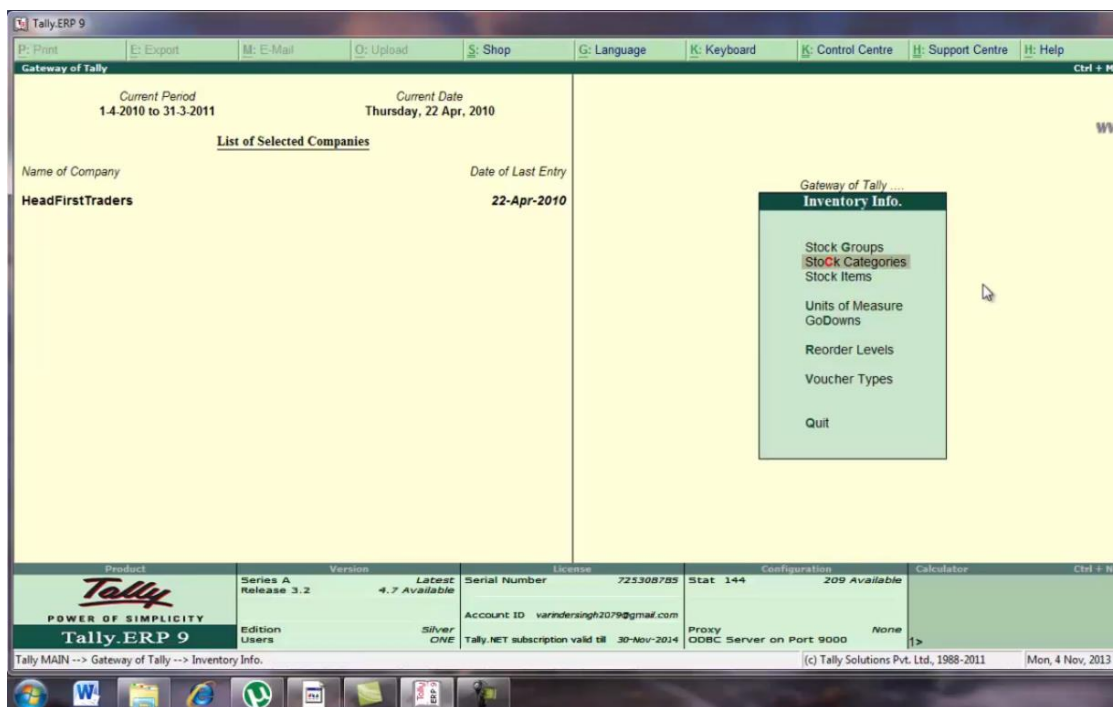 Tally.ERP 9
P: Print E: Export M: E-Mail O: Upload S: Shop G: Language K: Keyboard K: Control Centre H: Support Centre H: Help
Gateway of Tally Ctrl + M
Current Period Current Date
1-4-2010 to 31-3-2011 Thursday, 22 Apr, 2010
List of Selected Companies
Name of Company Date of Last Entry
HeadFirstTraders 22-Apr-2010
Gateway of Tally ....
Inventory Info.
Stock Groups
StoCk Categories
Stock Items
Units of Measure
GoDowns
Reorder Levels
Voucher Types
Quit
Product Version License Configuration Calculator Ctrl + N
Tally
POWER OF SIMPLICITY
Tally.ERP 9
Series A Latest
Release 3.2 4.7 Available
Edition Silver
Users ONE
Serial Number 725308785
Account ID varindersingh2079@gmail.com
Tally.NET subscription valid till 30-Nov-2014
Stat 144 209 Available
Proxy None
ODBC Server on Port 9000
1>
Tally MAIN --> Gateway of Tally --> Inventory Info. (c) Tally Solutions Pvt. Ltd., 1988-2011 Mon, 4 Nov, 2013